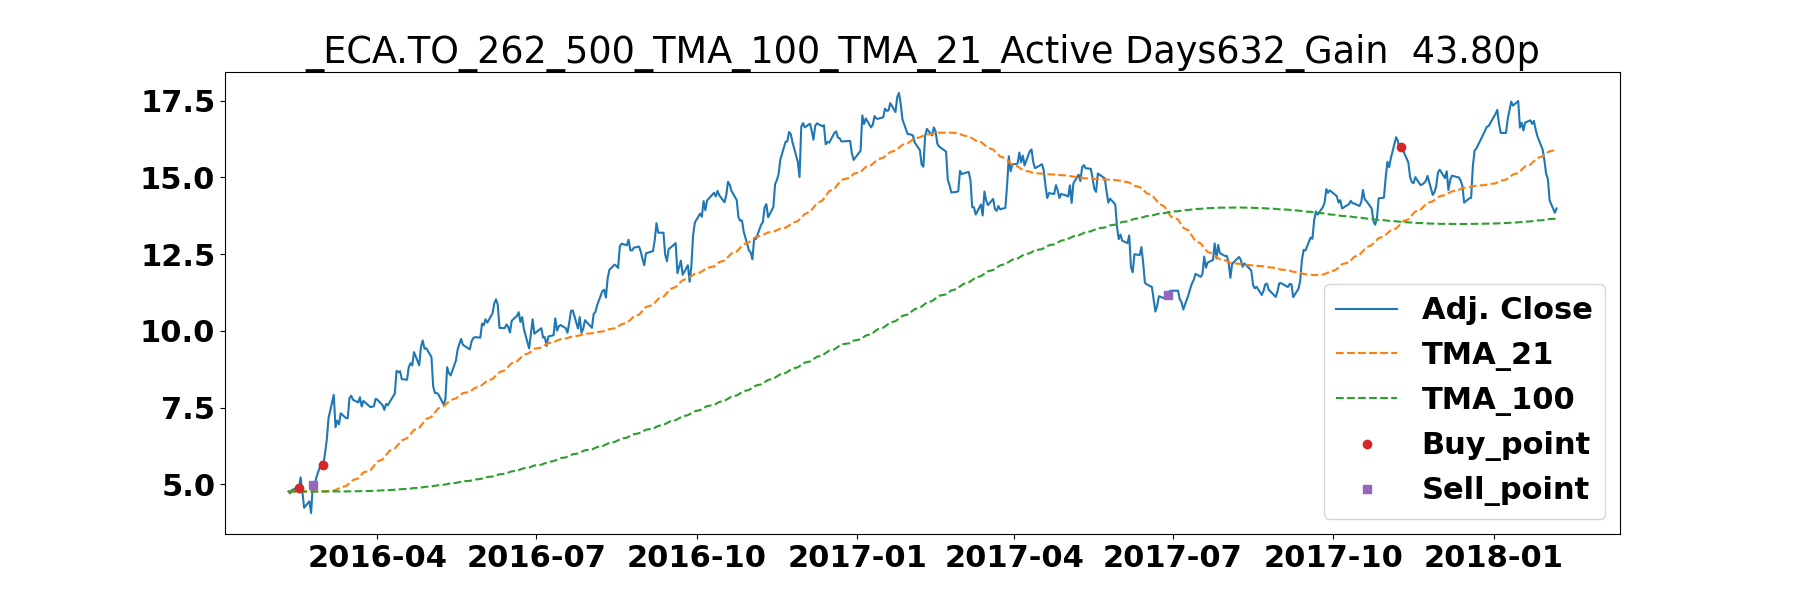 _ECA.TO_262_500_TMA_100_TMA_21_Active Days632_Gain  43.80p
17.5
15.0
12.5
10.0
7.5
5.0
Adj. Close
TMA_21
TMA_100
Buy_point
Sell_point
2016-04 2016-07 2016-10 2017-01 2017-04 2017-07 2017-10 2018-01